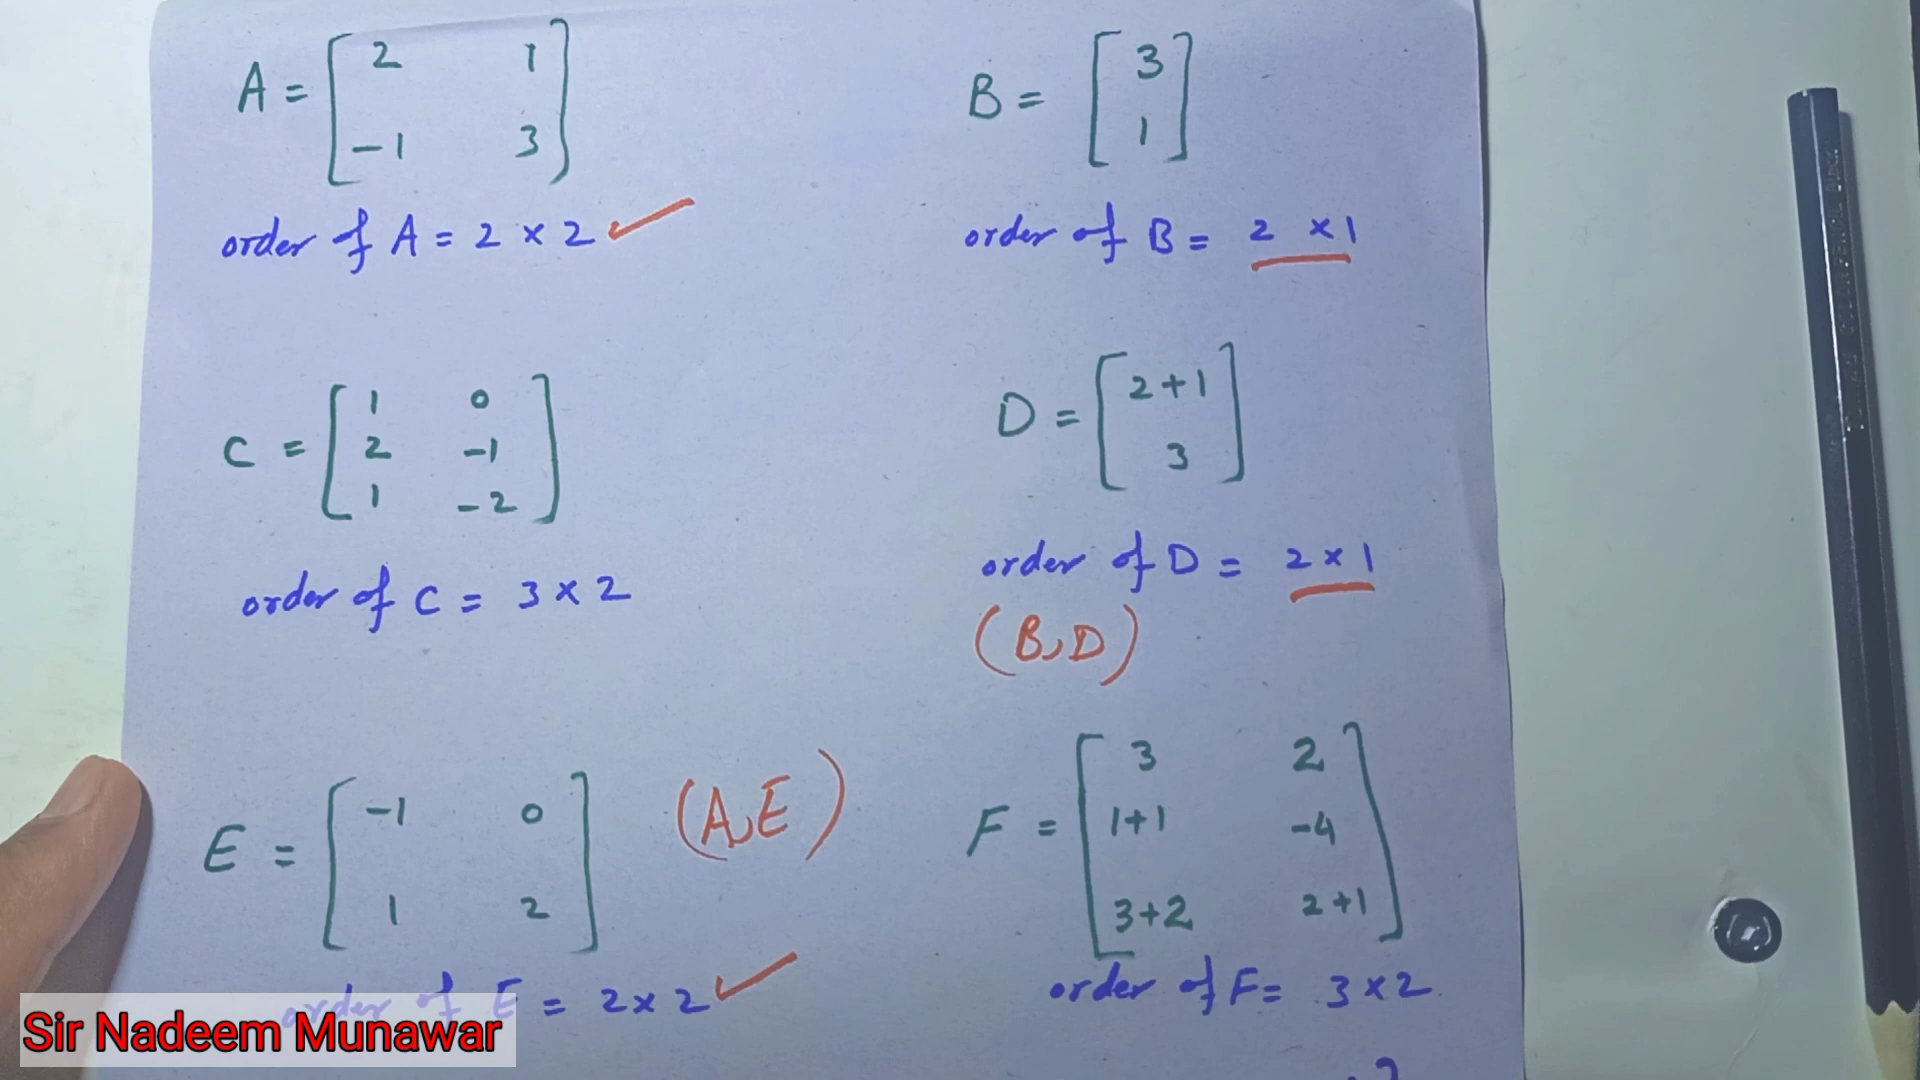 A = [ 2 1
-1 3 ]
order of A = 2 × 2 ✓
B = [ 3
1 ]
order of B = 2 × 1
C = [ 1 0
2 -1
1 -2 ]
order of C = 3 × 2
D = [ 2+1
3 ]
order of D = 2 × 1
(B, D)
E = [ -1 0
1 2 ]
(A, E)
order of E = 2 × 2 ✓
F = [ 3 2
1+1 -4
3+2 2+1 ]
order of F = 3 × 2
Sir Nadeem Munawar